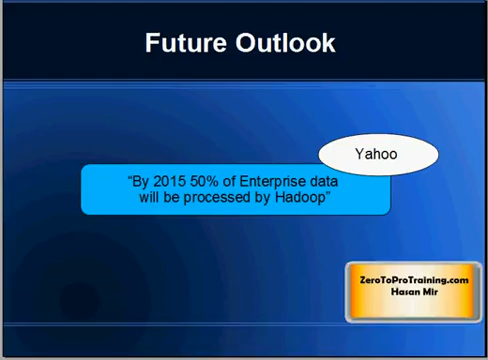 Future Outlook
Yahoo
“By 2015 50% of Enterprise data
will be processed by Hadoop”
ZeroToProTraining.com
Hasan Mir